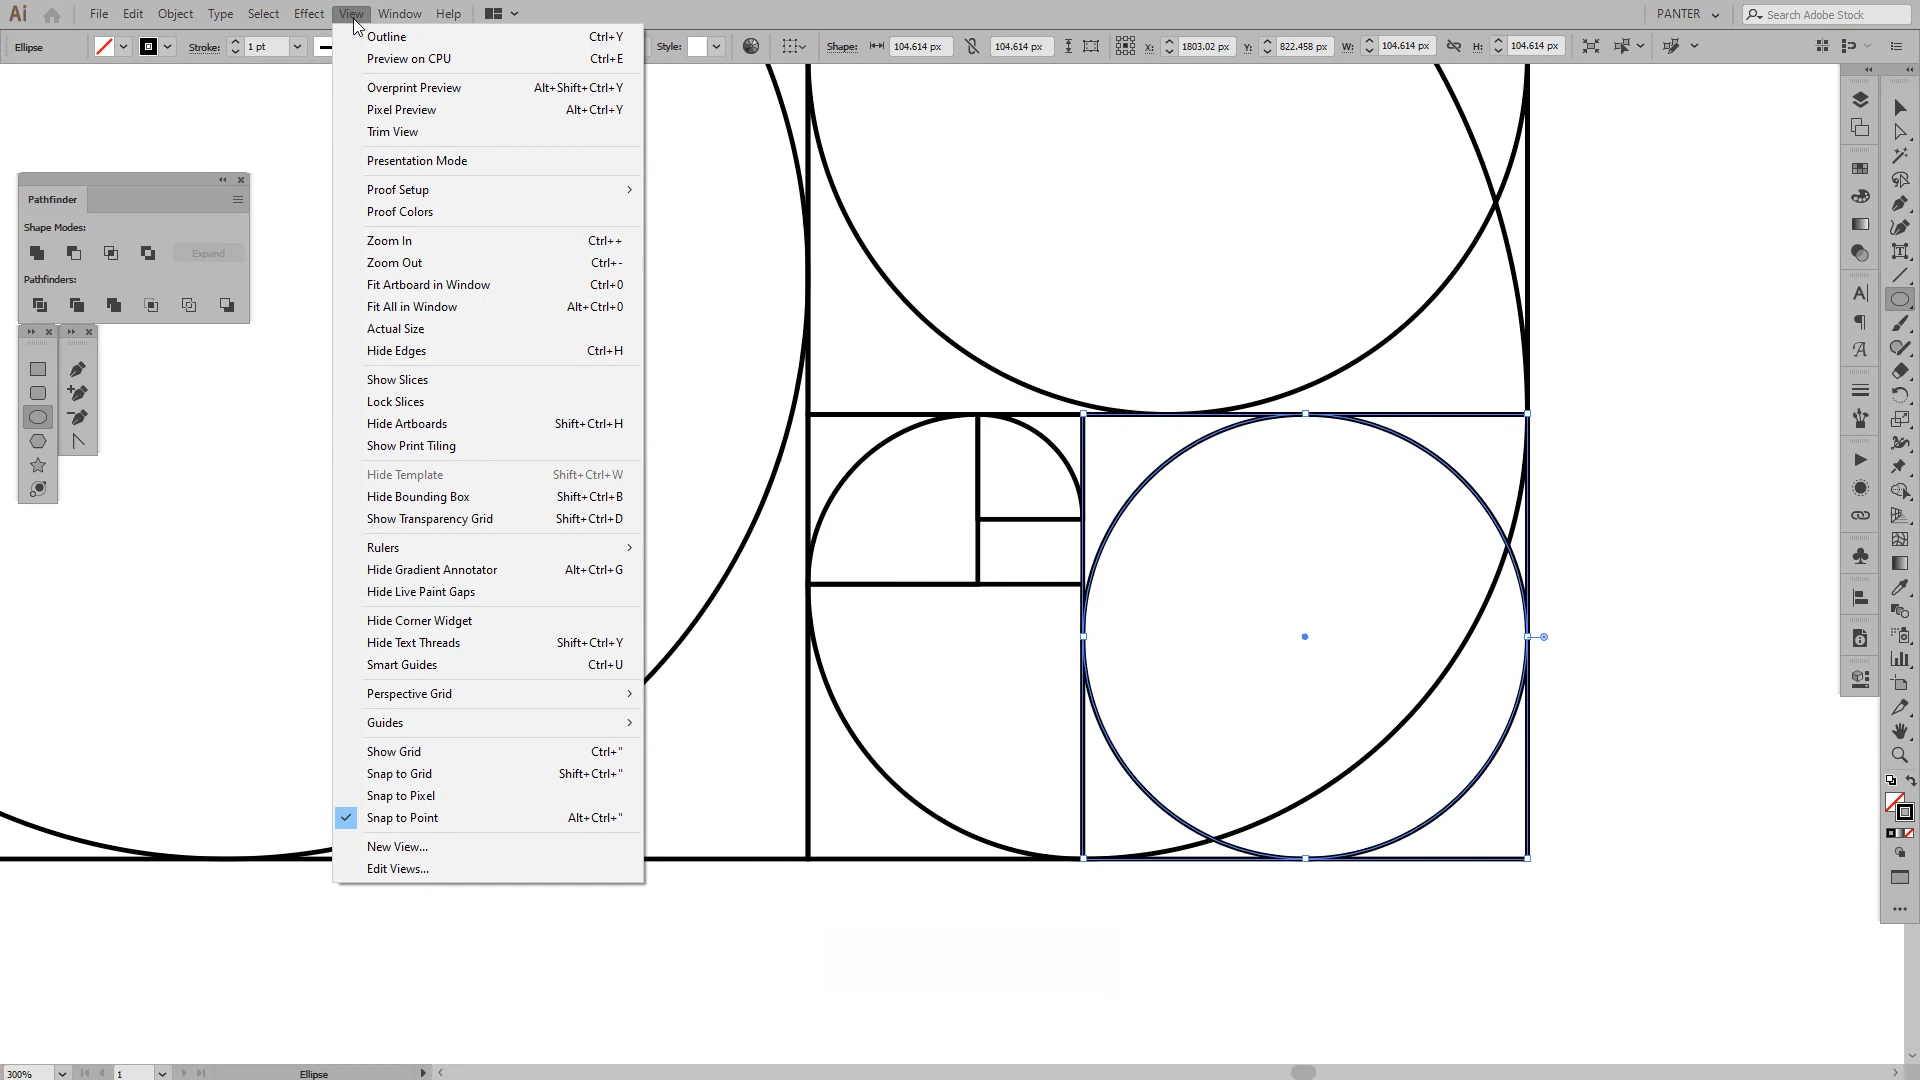 Ai File Edit Object Type Select Effect View Window Help PANTER Search Adobe Stock
Ellipse Stroke: 1 pt Style: Shape: 104.614 px 104.614 px X: 1803.02 px Y: 822.458 px W: 104.614 px H: 104.614 px
Outline Ctrl+Y
Preview on CPU Ctrl+E
Overprint Preview Alt+Shift+Ctrl+Y
Pixel Preview Alt+Ctrl+Y
Trim View
Presentation Mode
Proof Setup
Proof Colors
Zoom In Ctrl++
Zoom Out Ctrl+-
Fit Artboard in Window Ctrl+0
Fit All in Window Alt+Ctrl+0
Actual Size
Hide Edges Ctrl+H
Show Slices
Lock Slices
Hide Artboards Shift+Ctrl+H
Show Print Tiling
Hide Template Shift+Ctrl+W
Hide Bounding Box Shift+Ctrl+B
Show Transparency Grid Shift+Ctrl+D
Rulers
Hide Gradient Annotator Alt+Ctrl+G
Hide Live Paint Gaps
Hide Corner Widget
Hide Text Threads Shift+Ctrl+Y
Smart Guides Ctrl+U
Perspective Grid
Guides
Show Grid Ctrl+"
Snap to Grid Shift+Ctrl+"
Snap to Pixel
Snap to Point Alt+Ctrl+"
New View...
Edit Views...
Pathfinder
Shape Modes:
Expand
Pathfinders:
300% 1 Ellipse